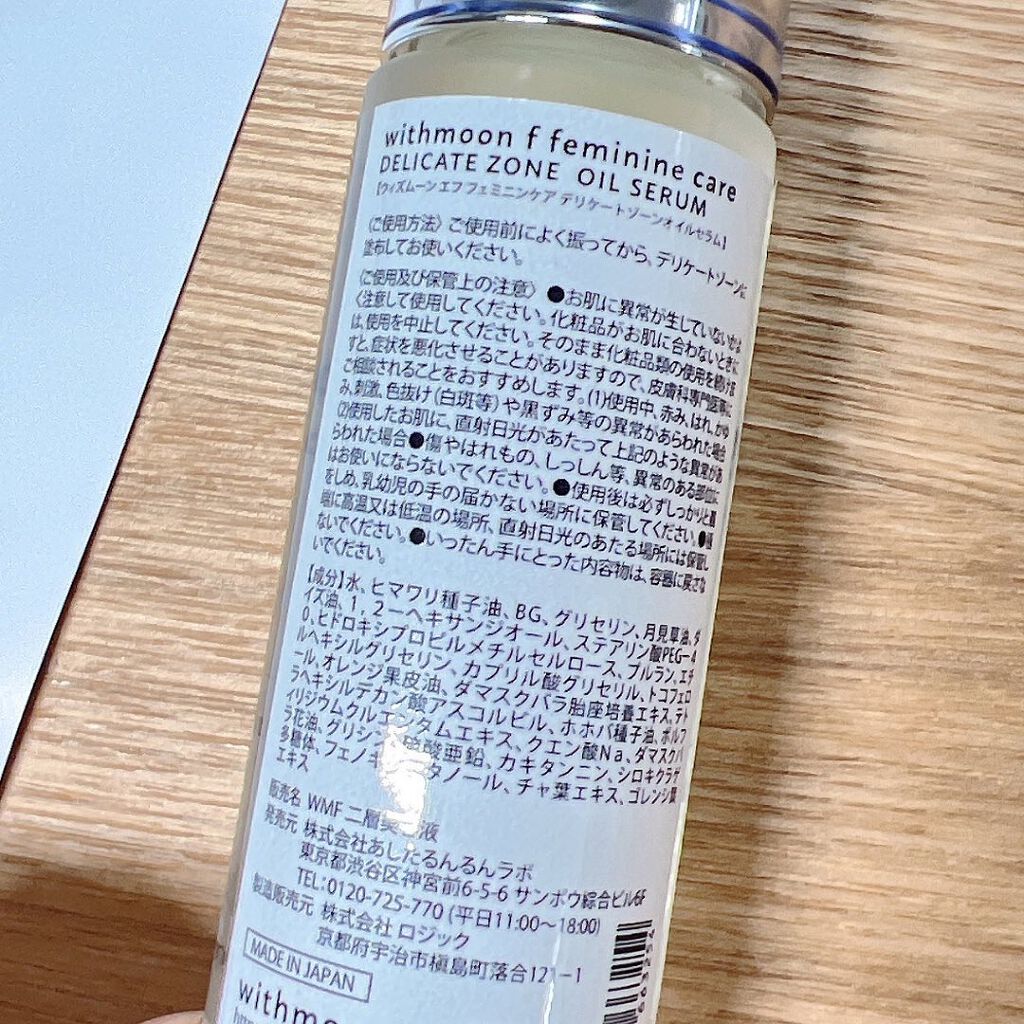 withmoon f feminine care
DELICATE ZONE OIL SERUM
【ウィズムーン エフ フェミニンケア デリケートゾーンオイルセラム】
〈ご使用方法〉ご使用前によく振ってから、デリケートゾーンに
塗布してお使いください。
〈ご使用及び保管上の注意〉 ●お肌に異常が生じていないかよ
く注意して使用してください。化粧品がお肌に合わないときに
は、使用を中止してください。そのまま化粧品類の使用を続けま
すと、症状を悪化させることがありますので、皮膚科専門医等に
ご相談されることをおすすめします。(1)使用中、赤み、はれ、かゆ
み、刺激、色抜け(白斑等)や黒ずみ等の異常があらわれた場合
(2)使用したお肌に、直射日光があたって上記のような異常があ
らわれた場合●傷やはれもの、しっしん等、異常のある部位に
はお使いにならないでください。●使用後は必ずしっかりと蓋
をしめ、乳幼児の手の届かない場所に保管してください。●極
端に高温又は低温の場所、直射日光のあたる場所には保管し
ないでください。●いったん手にとった内容物は、容器に戻さな
いでください。
【成分】水、ヒマワリ種子油、BG、グリセリン、月見草油、ダ
イズ油、1，2－ヘキサンジオール、ステアリン酸PEG－4
0、ヒドロキシプロピルメチルセルロース、プルラン、エチ
ルヘキシルグリセリン、カプリル酸グリセリル、トコフェロ
ール、オレンジ果皮油、ダマスクバラ胎座培養エキス、テト
ラヘキシルデカン酸アスコルビル、ホホバ種子油、ポルフ
ィリジウムクルエンタムエキス、クエン酸Na、ダマスクバ
ラ花油、グリシン、硫酸亜鉛、カキタンニン、シロキクラゲ
多糖体、フェノキ タノール、チャ葉エキス、ゴレンシ葉
エキス
販売名 WMF 二層美 液
発売元 株式会社あしたるんるんラボ
東京都渋谷区神宮前6-5-6 サンポウ綜合ビル6F
TEL：0120-725-770 (平日11:00～18:00)
製造販売元 株式会社 ロジック
京都府宇治市槇島町落合121－1
MADE IN JAPAN
withmo